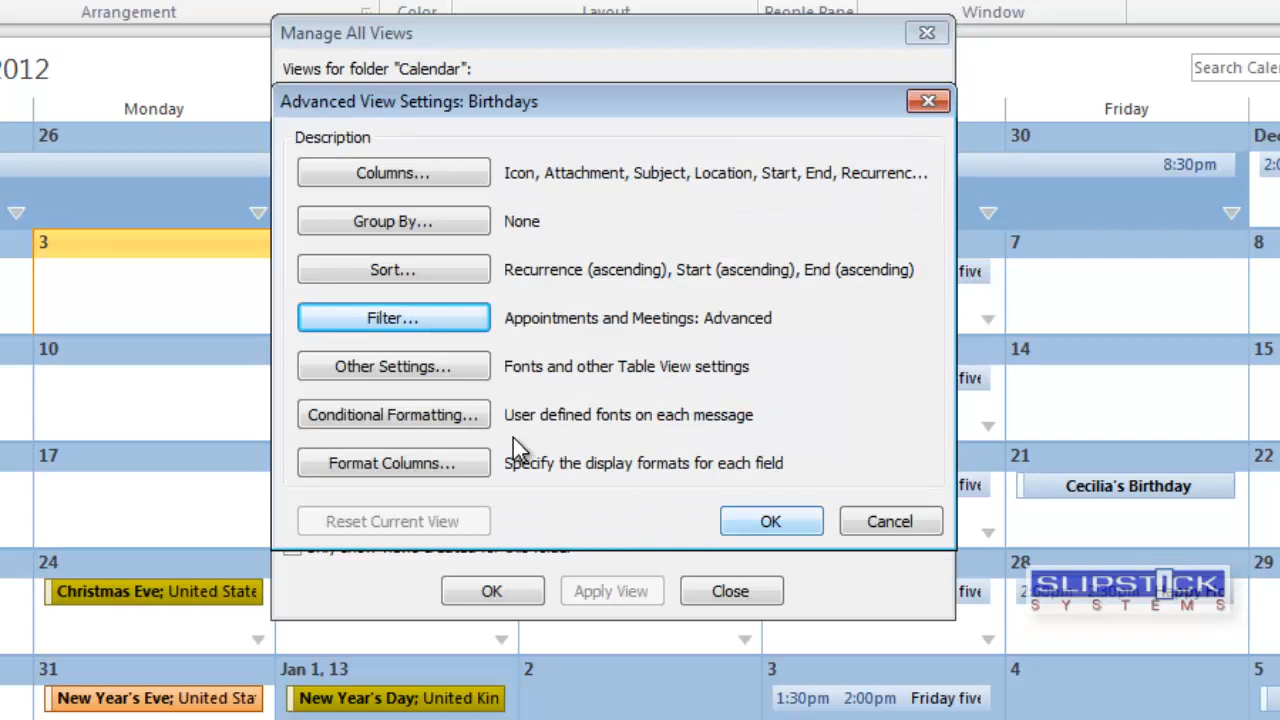 Arrangement Color Layout People Pane Window
Manage All Views
2012
Views for folder "Calendar":
Search Cale
Advanced View Settings: Birthdays
Monday
Friday
Description
26
30
Columns...
Icon, Attachment, Subject, Location, Start, End, Recurrenc...
8:30pm
Group By...
None
3
7
8
Sort...
Recurrence (ascending), Start (ascending), End (ascending)
five
Filter...
Appointments and Meetings: Advanced
10
14
15
Other Settings...
Fonts and other Table View settings
five
Conditional Formatting...
User defined fonts on each message
17
21
22
Format Columns...
Specify the display formats for each field
five
Cecilia's Birthday
Reset Current View
OK
Cancel
24
28
29
Christmas Eve; United State
OK
Apply View
Close
five
SLIPSTICK
SYSTEMS
31
Jan 1, 13
2
3
4
5
New Year's Eve; United Sta
New Year's Day; United Kin
1:30pm 2:00pm Friday five